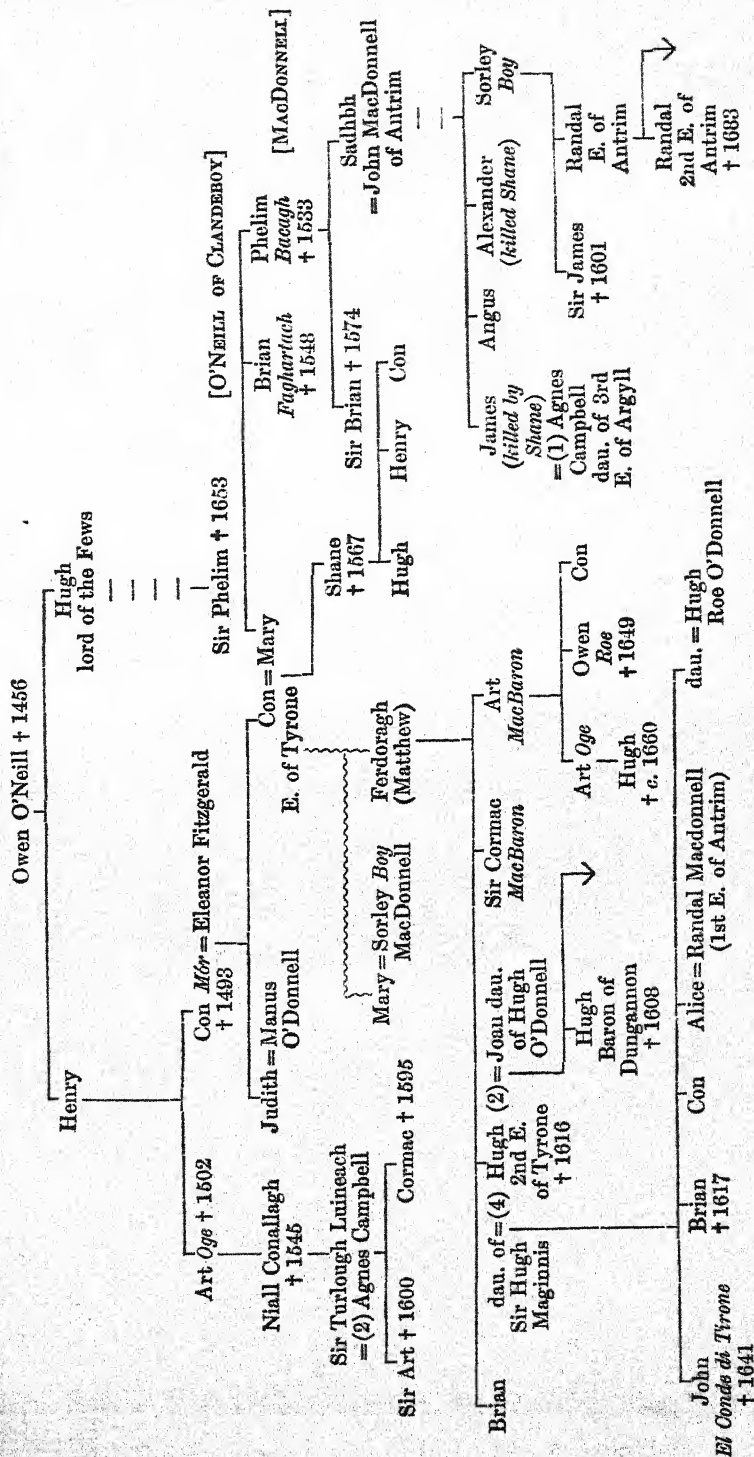 Owen O'Neill † 1456
Henry
Hugh
lord of the Fews
Art Oge † 1502
Con Mór = Eleanor Fitzgerald
† 1493
Sir Phelim † 1653
[O'NEILL OF CLANDEBOY]
[MACDONNELL]
Niall Conallagh
† 1545
Judith = Manus
O'Donnell
Con = Mary
E. of Tyrone
Brian
Faghartach
† 1548
Phelim
Bacagh
† 1533
Sir Turlough Luineach
= (2) Agnes Campbell
Shane
† 1567
Sir Brian † 1574
Sadhbh
= John MacDonnell
of Antrim
Sir Art † 1600
Cormac † 1595
Mary = Sorley Boy
MacDonnell
Ferdoragh
(Matthew)
Hugh
Henry
Con
James
(killed by
Shane)
= (1) Agnes
Campbell
dau. of 3rd
E. of Argyll
Angus
Alexander
(killed Shane)
Sorley
Boy
Brian
dau. of = (4) Hugh (2) = Joan dau.
Sir Hugh
Maginnis
2nd E.
of Tyrone
† 1616
of Hugh
O'Donnell
Sir Cormac
MacBaron
Art
MacBaron
Sir James
† 1601
Randal
E. of
Antrim
Hugh
Baron of
Dungannon
† 1608
Art Oge
Owen
Roe
† 1649
Con
Randal
2nd E. of
Antrim
† 1683
Hugh
† c. 1660
John
El Conde di Tirone
† 1641
Brian
† 1617
Con
Alice = Randal Macdonnell
(1st E. of Antrim)
dau. = Hugh
Roe O'Donnell